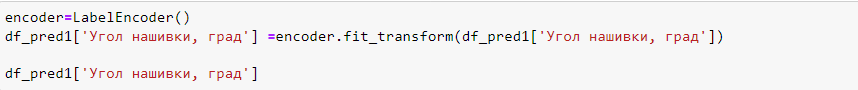 encoder=LabelEncoder()
df_pred1['Угол нашивки, град'] =encoder.fit_transform(df_pred1['Угол нашивки, град'])
df_pred1['Угол нашивки, град']